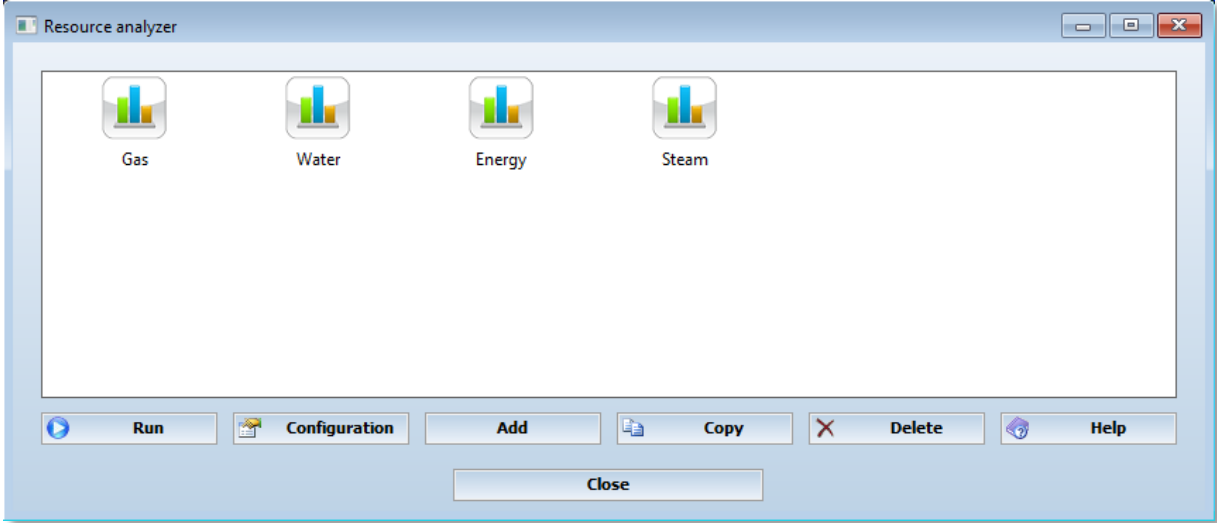 Resource analyzer
Gas Water Energy Steam
Run Configuration Add Copy Delete Help
Close